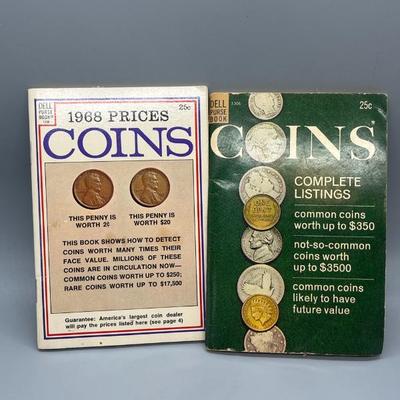 DELL
PURSE
BOOK
1968 PRICES
25c
COINS
THIS PENNY IS
WORTH 2¢
THIS PENNY IS
WORTH $20
THIS BOOK SHOWS HOW TO DETECT
COINS WORTH MANY TIMES THEIR
FACE VALUE. MILLIONS OF THESE
COINS ARE IN CIRCULATION NOW—
COMMON COINS WORTH UP TO $250;
RARE COINS WORTH UP TO $17,500
Guarantee: America's largest coin dealer
will pay the prices listed here (see page 4)
DELL
PURSE
BOOK
1306
25c
COINS
COMPLETE
LISTINGS
common coins
worth up to $350
not-so-common
coins worth
up to $3500
common coins
likely to have
future value